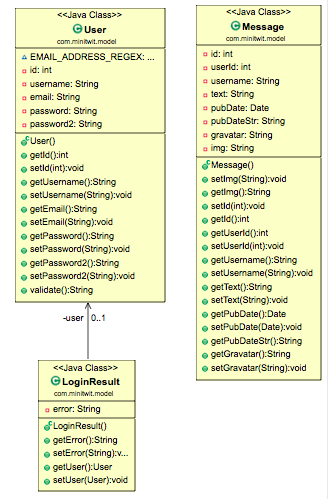 <<Java Class>>
User
com.minitwit.model
EMAIL_ADDRESS_REGEX: ...
id: int
username: String
email: String
password: String
password2: String
User()
getId():int
setId(int):void
getUsername():String
setUsername(String):void
getEmail():String
setEmail(String):void
getPassword():String
setPassword(String):void
getPassword2():String
setPassword2(String):void
validate():String
-user 0..1
<<Java Class>>
LoginResult
com.minitwit.model
error: String
LoginResult()
getError():String
setError(String):v...
getUser():User
setUser(User):void
<<Java Class>>
Message
com.minitwit.model
id: int
userId: int
username: String
text: String
pubDate: Date
pubDateStr: String
gravatar: String
img: String
Message()
setImg(String):void
getImg():String
setId(int):void
getId():int
getUserId():int
setUserId(int):void
getUsername():String
setUsername(String):void
getText():String
setText(String):void
getPubDate():Date
setPubDate(Date):void
getPubDateStr():String
getGravatar():String
setGravatar(String):void